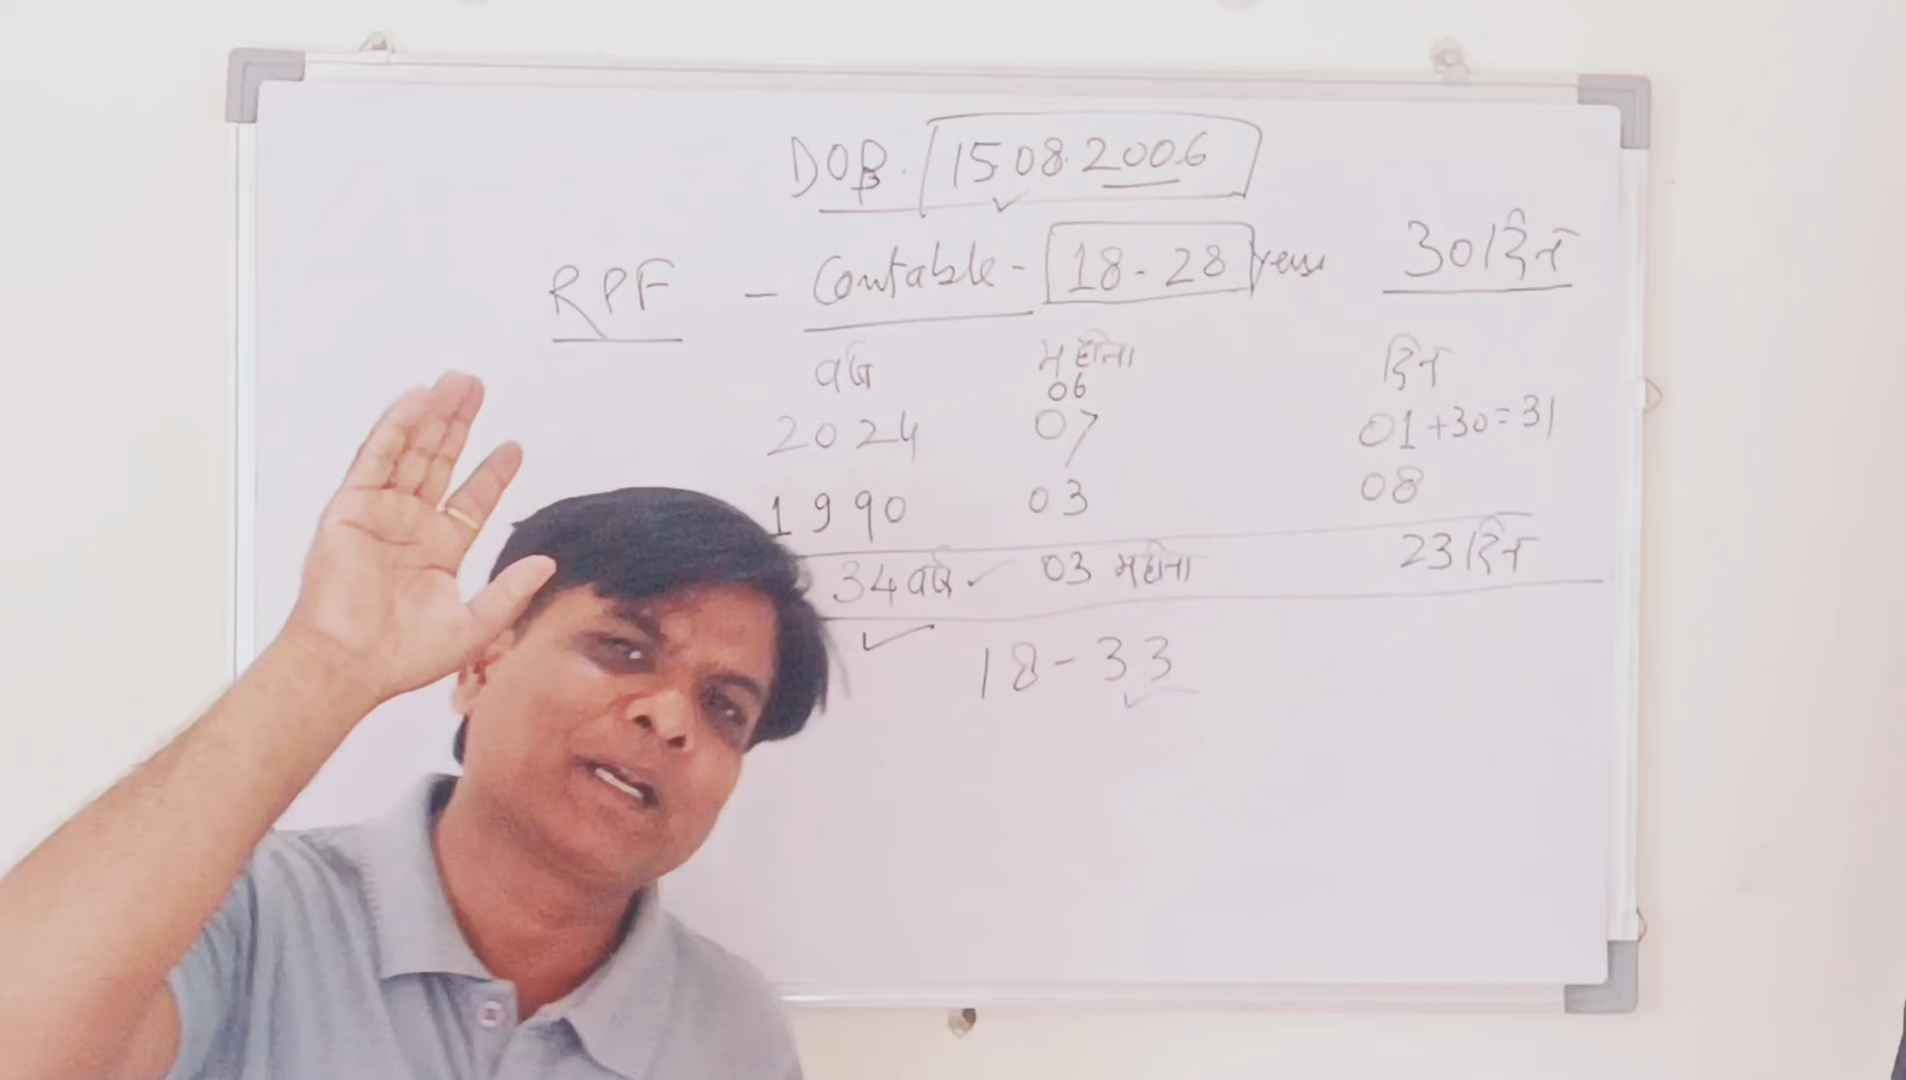 DOB. 15.08.2006
RPF - Contable - 18-28 years 30 दिन
वर्ष महीना दिन
06
2024 07 01+30=31
1990 03 08
34 वर्ष 03 महीना 23 दिन
18-33